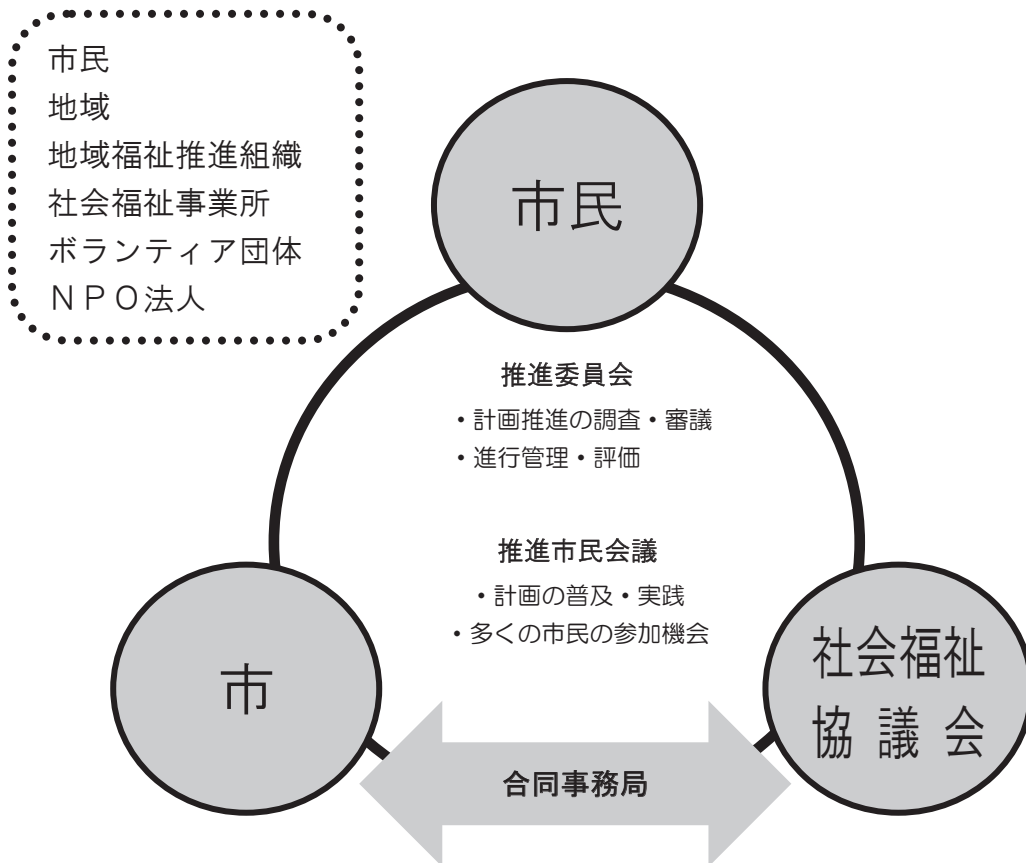 市民
地域
地域福祉推進組織
社会福祉事業所
ボランティア団体
ＮＰＯ法人
市民
推進委員会
・計画推進の調査・審議
・進行管理・評価
推進市民会議
・計画の普及・実践
・多くの市民の参加機会
市
社会福祉
協議会
合同事務局